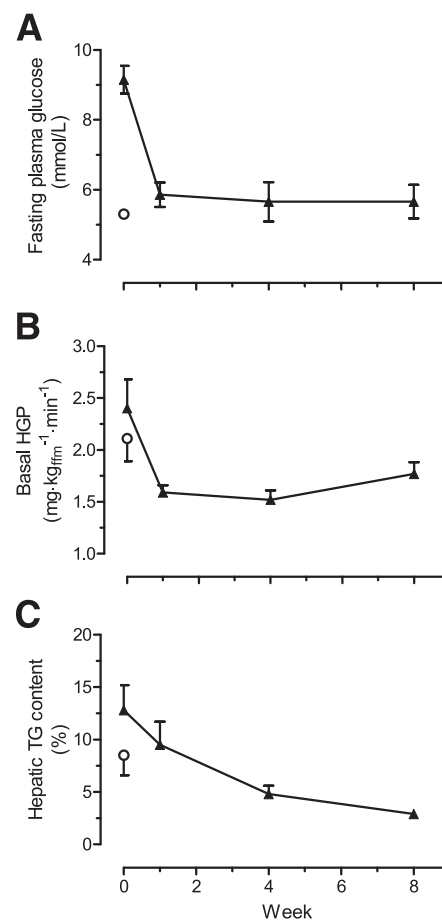 A
Fasting plasma glucose
(mmol/L)
10
8
6
4
B
Basal HGP
(mg·kgffm⁻¹·min⁻¹)
3.0
2.5
2.0
1.5
1.0
C
Hepatic TG content
(%)
20
15
10
5
0
0 2 4 6 8
Week